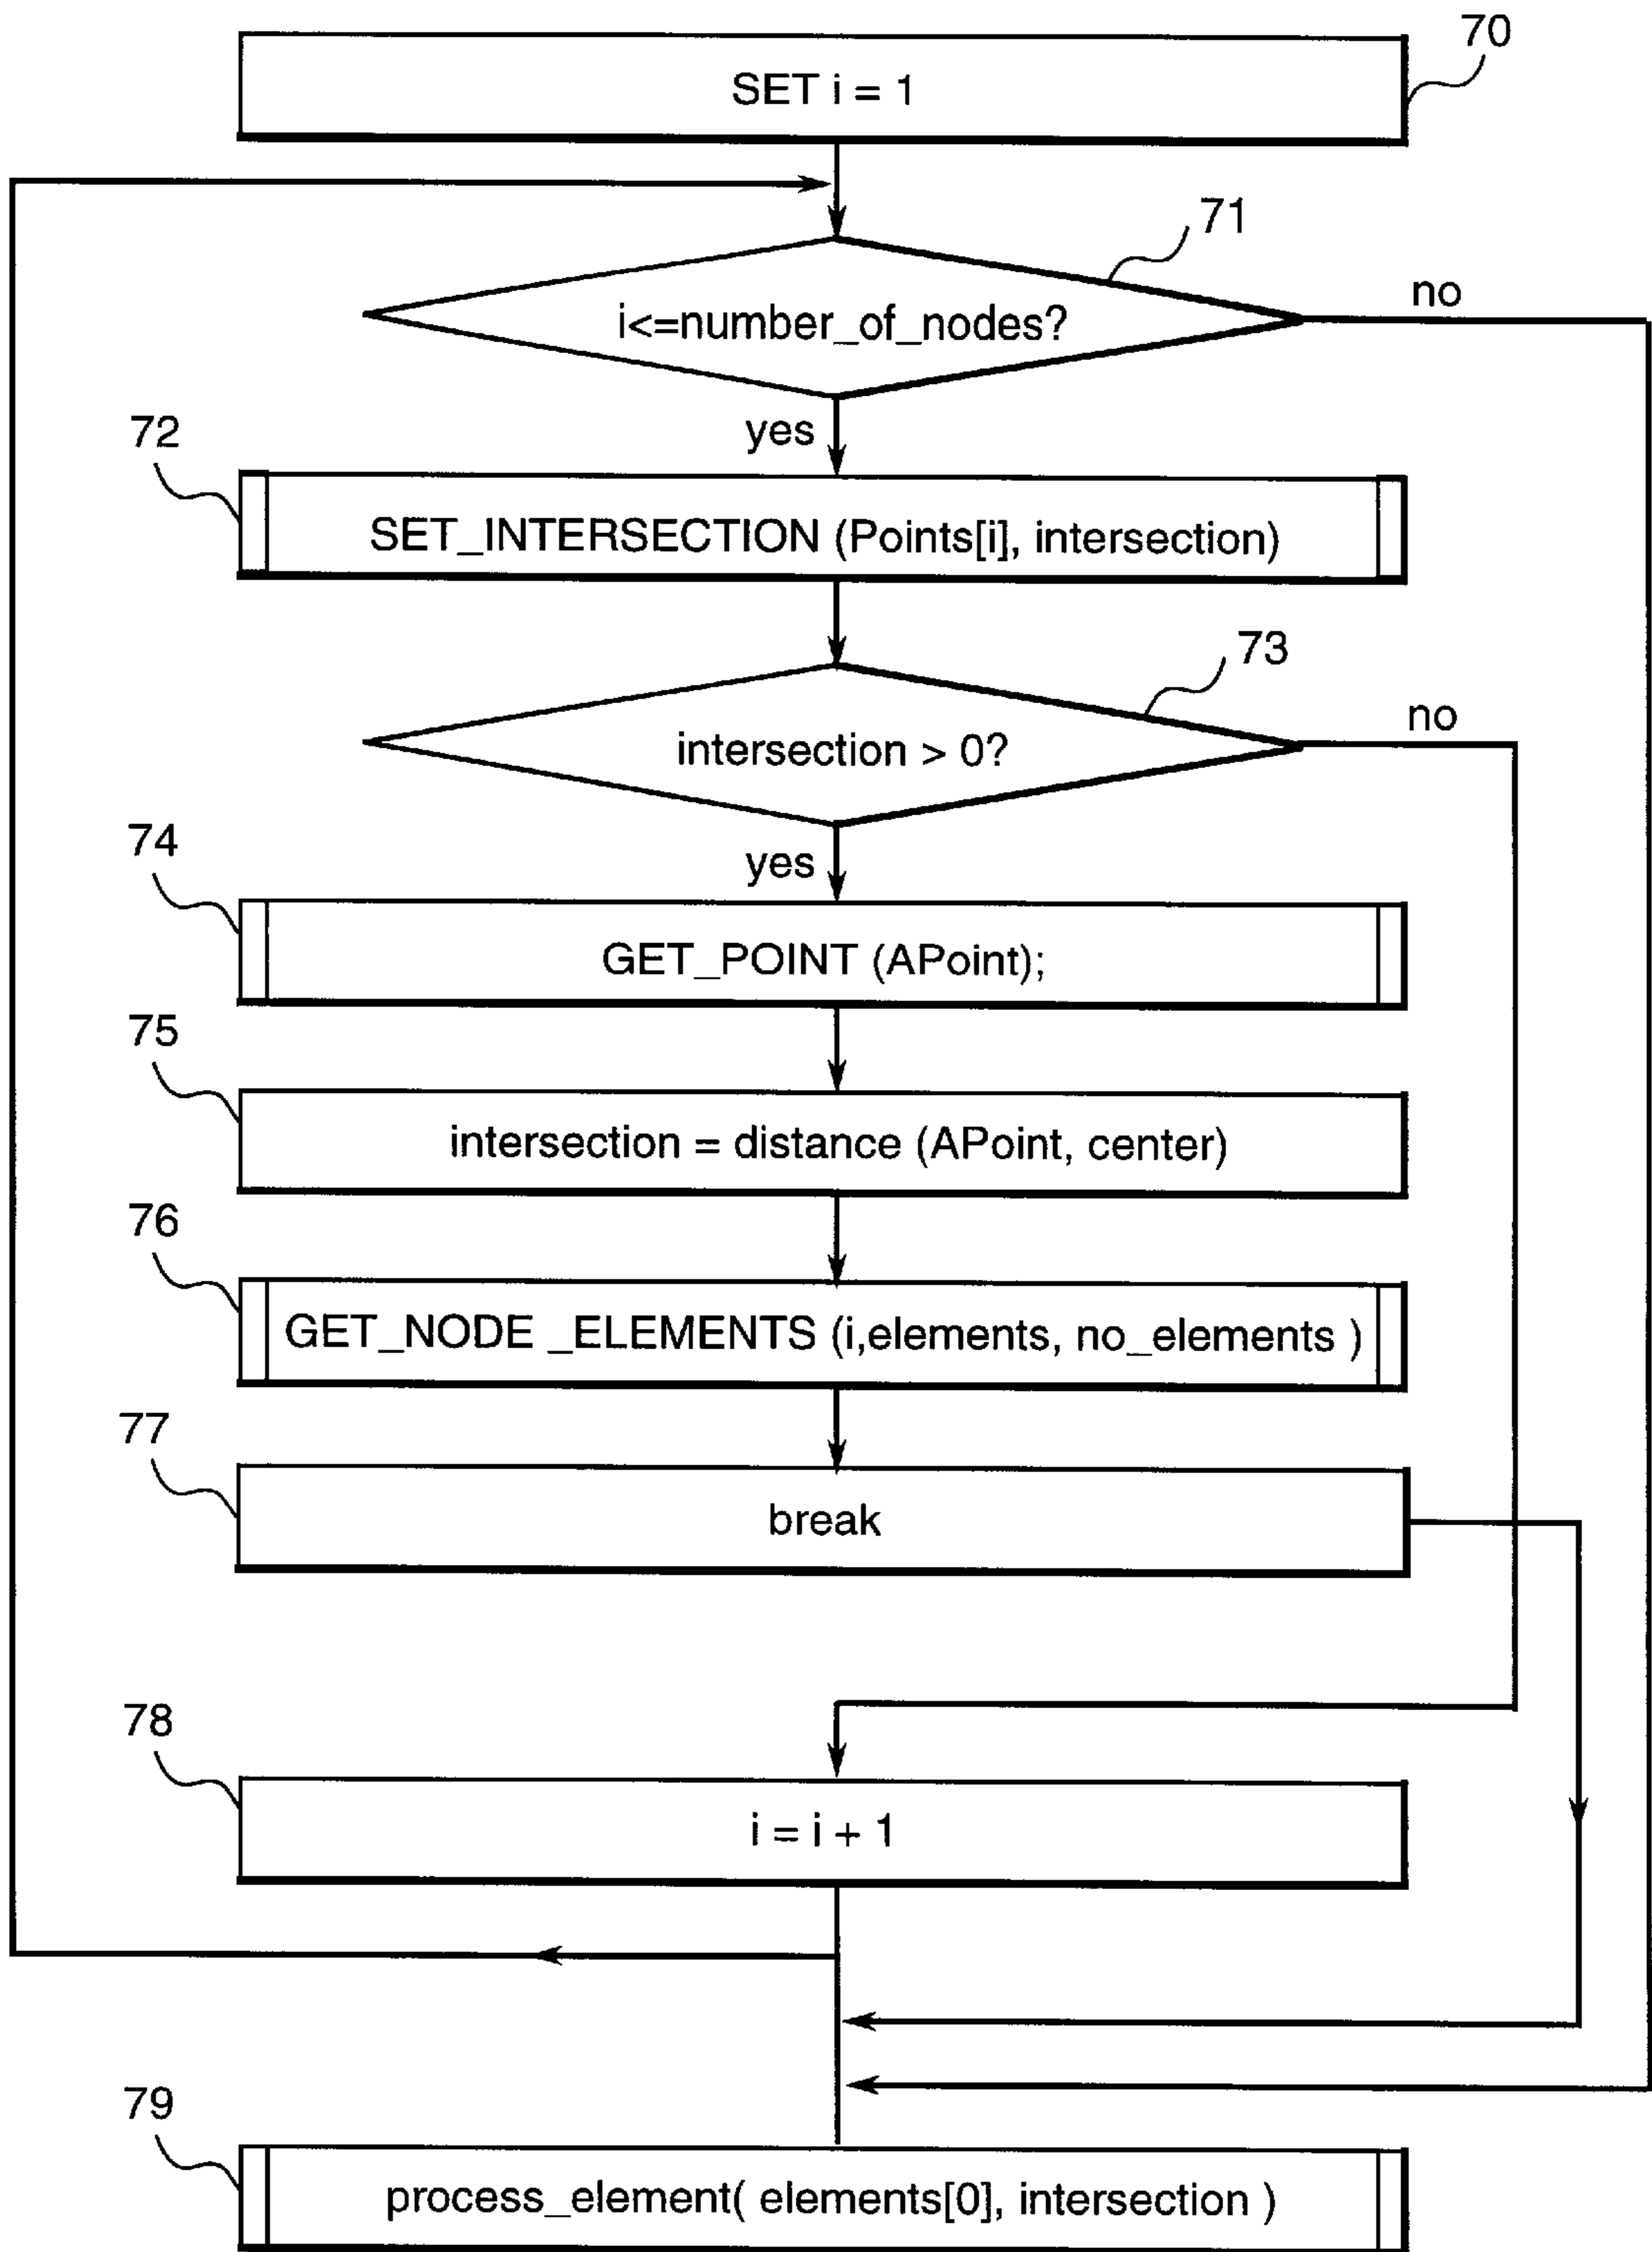 70
SET i = 1
71
i<=number_of_nodes?
no
yes
72
SET_INTERSECTION (Points[i], intersection)
73
intersection > 0?
no
yes
74
GET_POINT (APoint);
75
intersection = distance (APoint, center)
76
GET_NODE _ELEMENTS (i,elements, no_elements )
77
break
78
i = i + 1
79
process_element( elements[0], intersection )